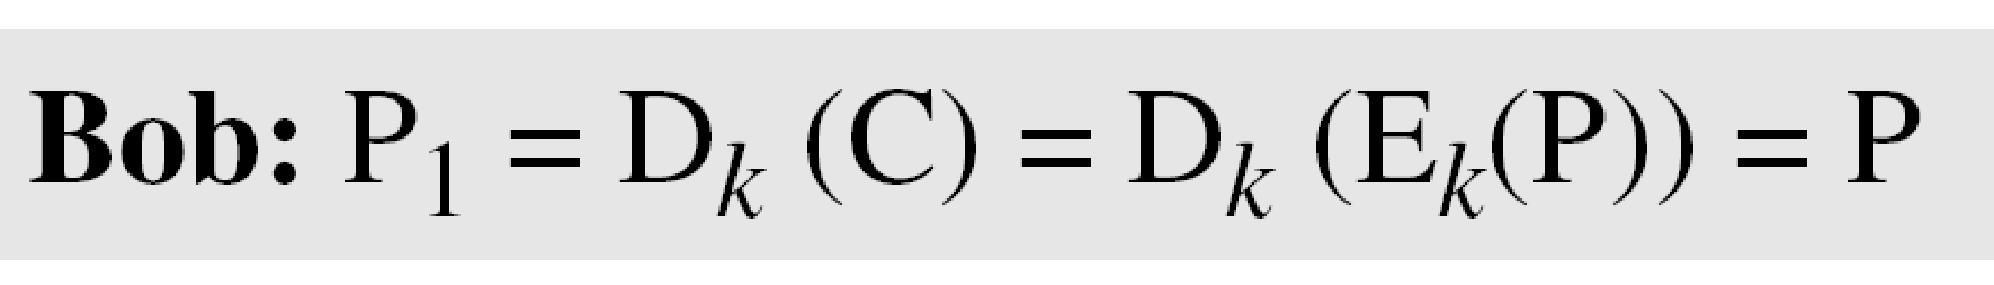 Bob: P₁ = Dₖ (C) = Dₖ (Eₖ(P)) = P